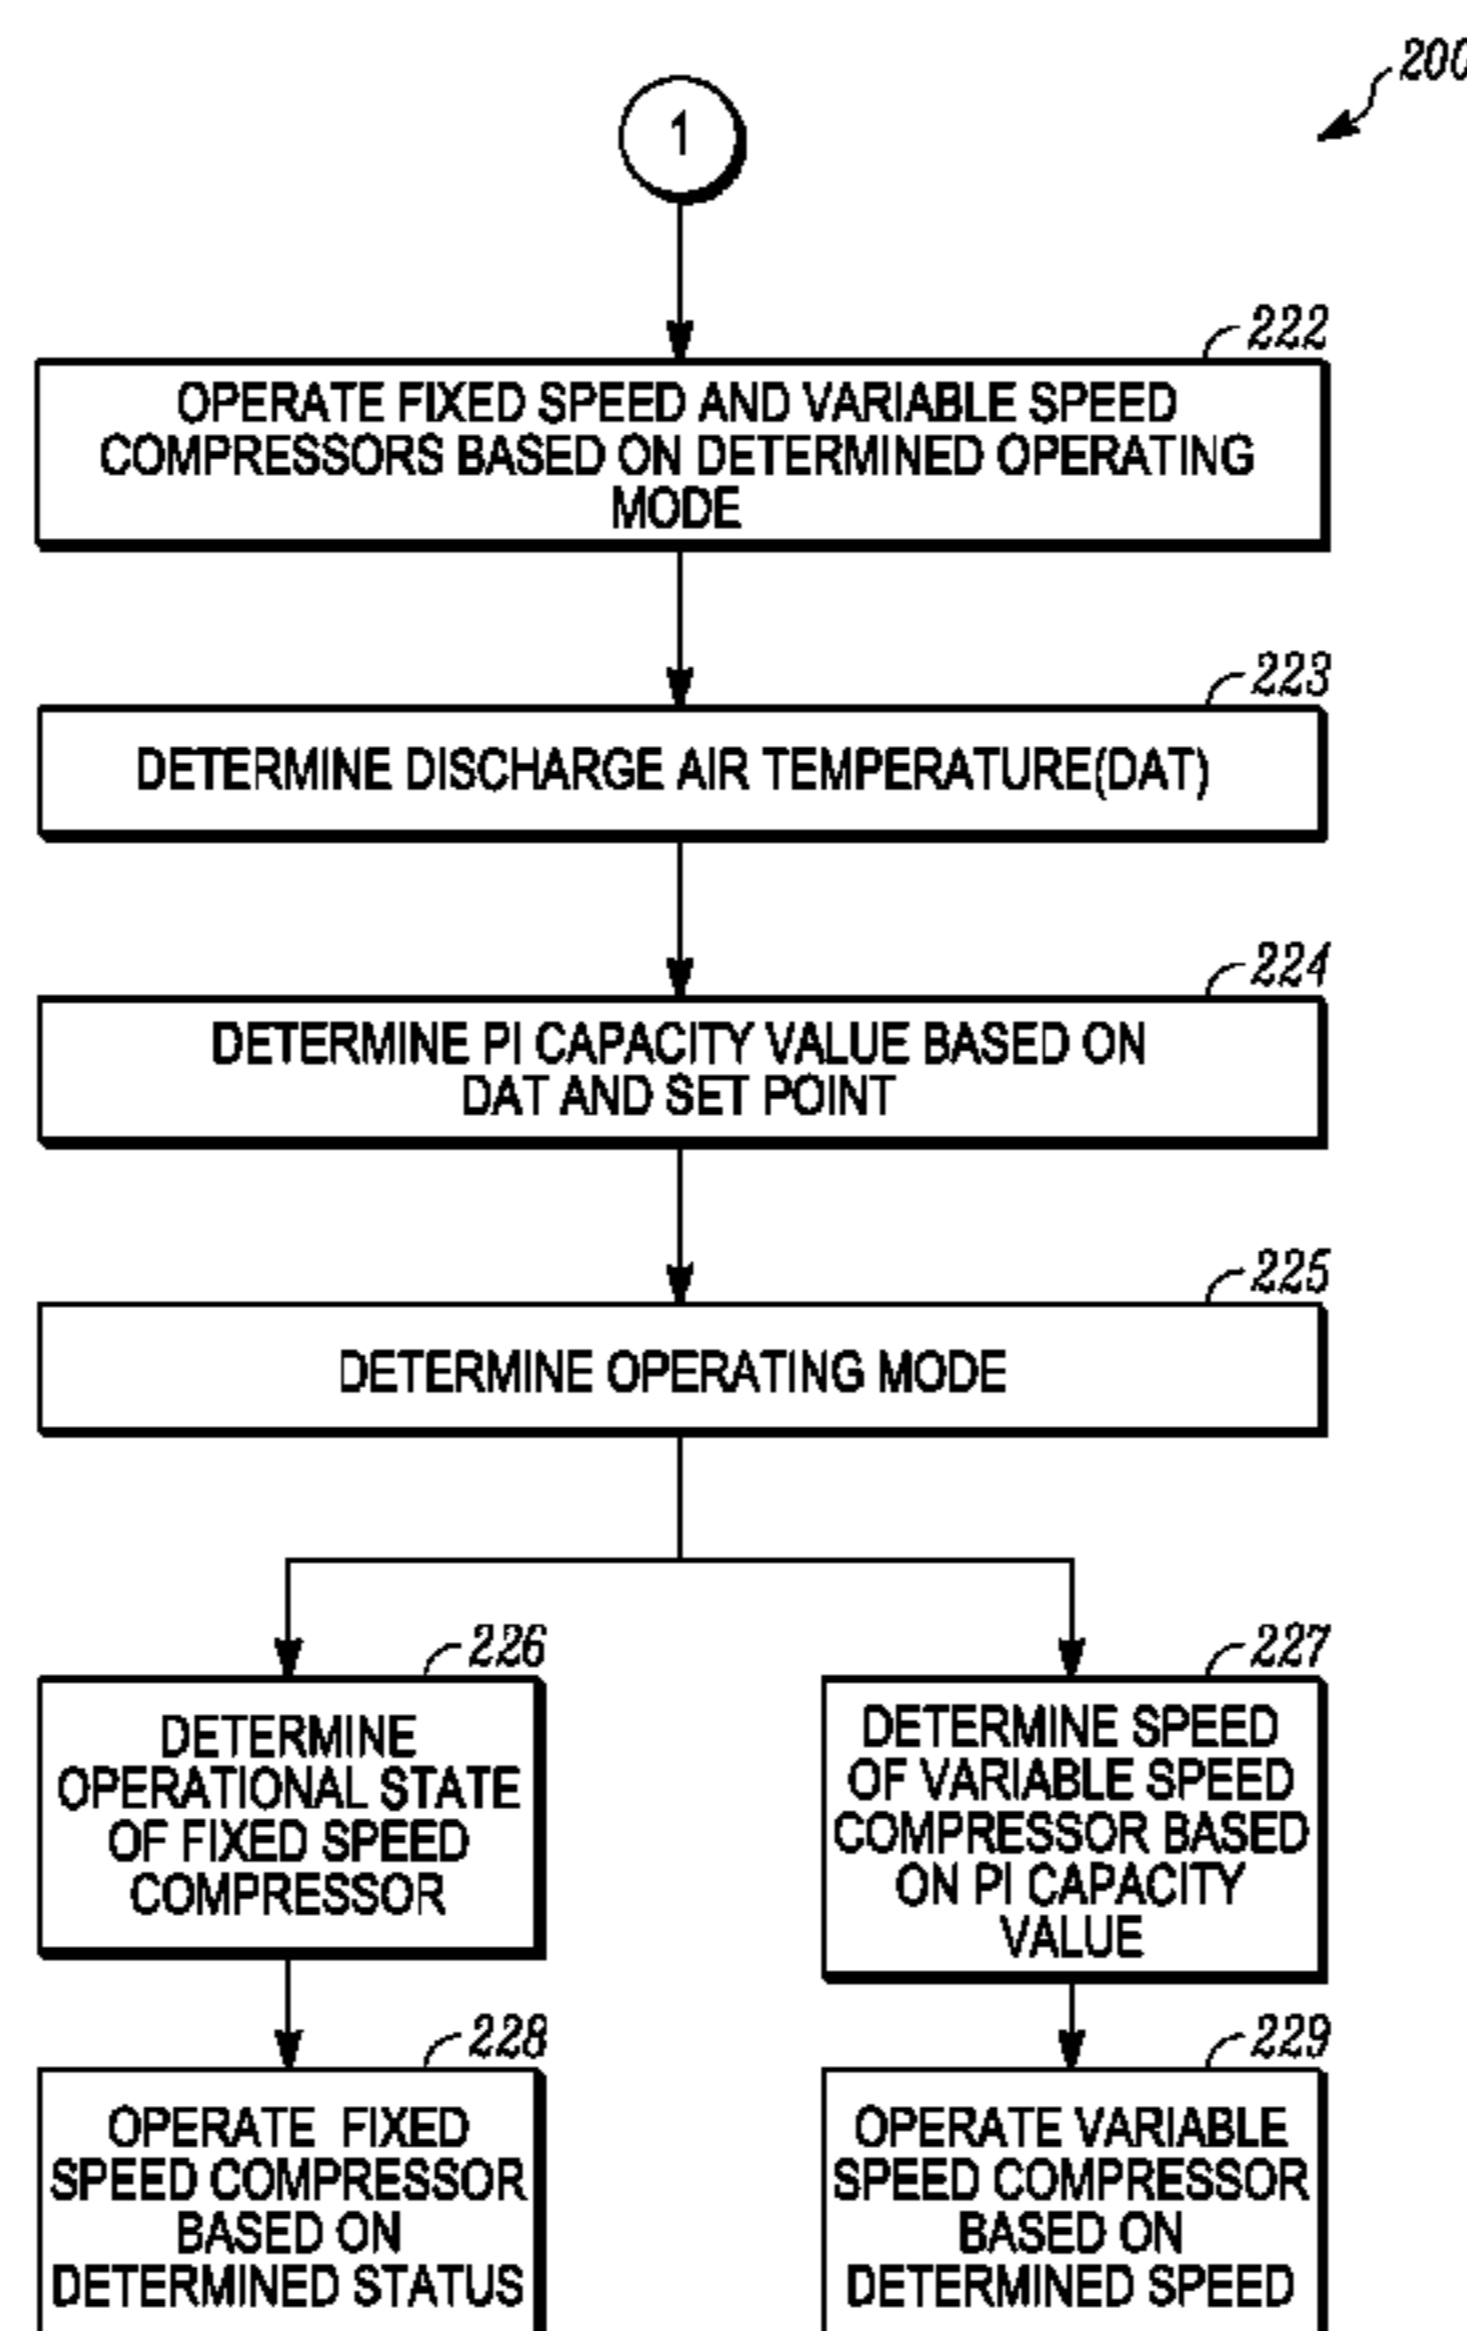 200
1
222
OPERATE FIXED SPEED AND VARIABLE SPEED
COMPRESSORS BASED ON DETERMINED OPERATING
MODE
223
DETERMINE DISCHARGE AIR TEMPERATURE(DAT)
224
DETERMINE PI CAPACITY VALUE BASED ON
DAT AND SET POINT
225
DETERMINE OPERATING MODE
226
DETERMINE
OPERATIONAL STATE
OF FIXED SPEED
COMPRESSOR
227
DETERMINE SPEED
OF VARIABLE SPEED
COMPRESSOR BASED
ON PI CAPACITY
VALUE
228
OPERATE FIXED
SPEED COMPRESSOR
BASED ON
DETERMINED STATUS
229
OPERATE VARIABLE
SPEED COMPRESSOR
BASED ON
DETERMINED SPEED